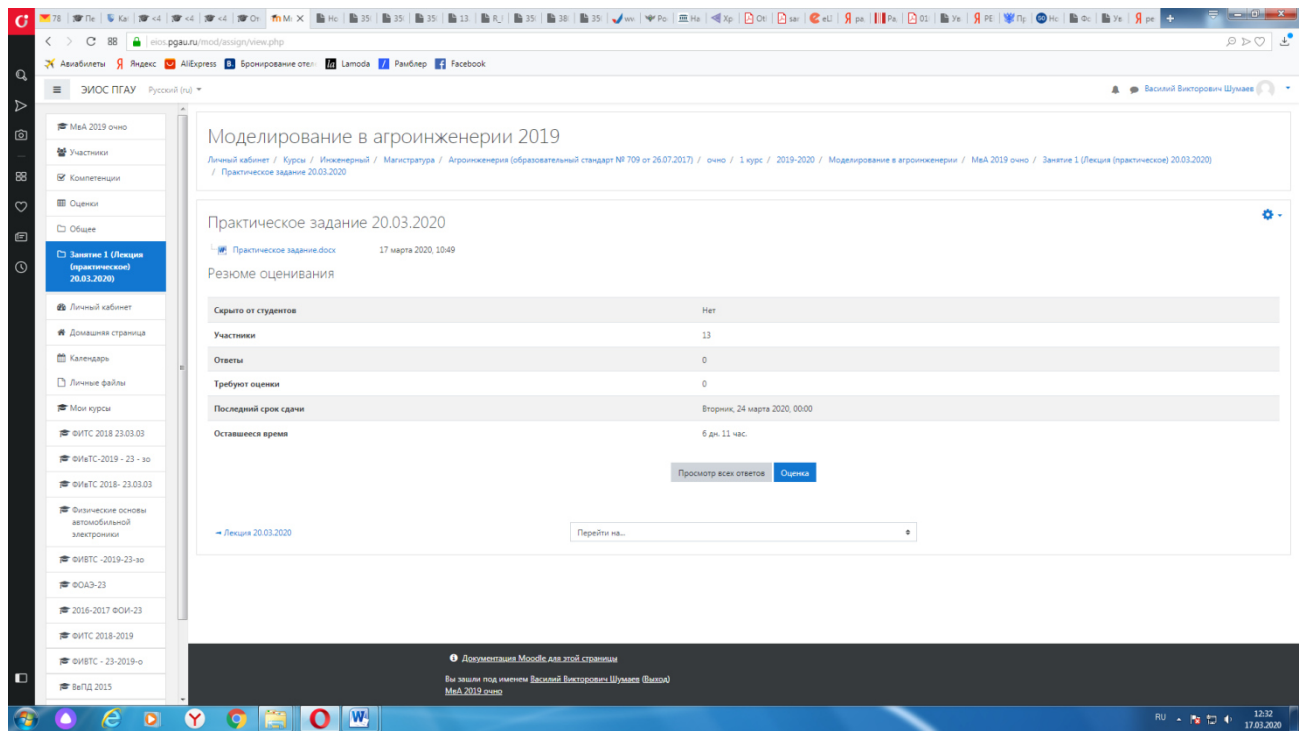 eios.pgau.ru/mod/assign/view.php
Авиабилеты Яндекс AliExpress Бронирование отел Lamoda Рамблер Facebook
ЭИОС ПГАУ Русский (ru)
Василий Викторович Шумаев
МвА 2019 очно
Участники
Компетенции
Оценки
Общее
Занятие 1 (Лекция
(практическое)
20.03.2020)
Личный кабинет
Домашняя страница
Календарь
Личные файлы
Мои курсы
ФИТС 2018 23.03.03
ФИвТС-2019 - 23 - зо
ФИвТС 2018- 23.03.03
Физические основы
автомобильной
электроники
ФИВТС -2019-23-зо
ФОАЭ-23
2016-2017 ФОИ-23
ФИТС 2018-2019
ФИВТС - 23-2019-о
ВеПД 2015
Моделирование в агроинженерии 2019
Личный кабинет / Курсы / Инженерный / Магистратура / Агроинженерия (образовательный стандарт № 709 от 26.07.2017) / очно / 1 курс / 2019-2020 / Моделирование в агроинженерии / МвА 2019 очно / Занятие 1 (Лекция (практическое) 20.03.2020)
/ Практическое задание 20.03.2020
Практическое задание 20.03.2020
Практическое задание.docx 17 марта 2020, 10:49
Резюме оценивания
Скрыто от студентов Нет
Участники 13
Ответы 0
Требуют оценки 0
Последний срок сдачи Вторник, 24 марта 2020, 00:00
Оставшееся время 6 дн. 11 час.
Просмотр всех ответов Оценка
Лекция 20.03.2020 Перейти на...
Документация Moodle для этой страницы
Вы зашли под именем Василий Викторович Шумаев (Выход)
МвА 2019 очно
RU 12:32
17.03.2020